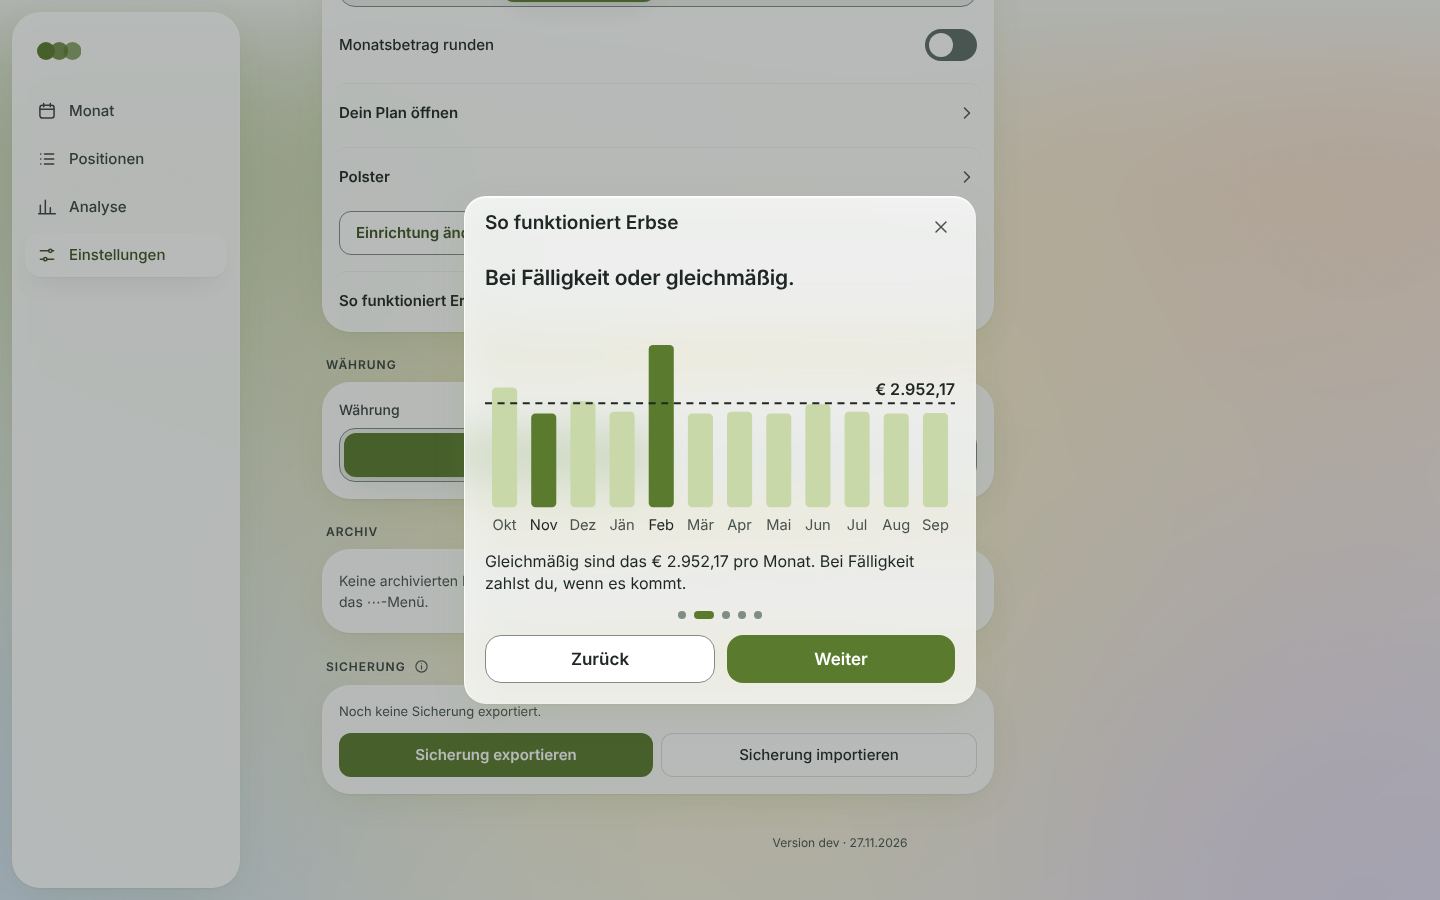 Monat
Positionen
Analyse
Einstellungen
Monatsbetrag runden
Dein Plan öffnen
Polster
Einrichtung än
So funktioniert Er
WÄHRUNG
Währung
ARCHIV
Keine archivierten
das ···-Menü.
SICHERUNG
Noch keine Sicherung exportiert.
Sicherung exportieren
Sicherung importieren
Version dev · 27.11.2026
So funktioniert Erbse
Bei Fälligkeit oder gleichmäßig.
€ 2.952,17
Okt Nov Dez Jän Feb Mär Apr Mai Jun Jul Aug Sep
Gleichmäßig sind das € 2.952,17 pro Monat. Bei Fälligkeit
zahlst du, wenn es kommt.
Zurück
Weiter